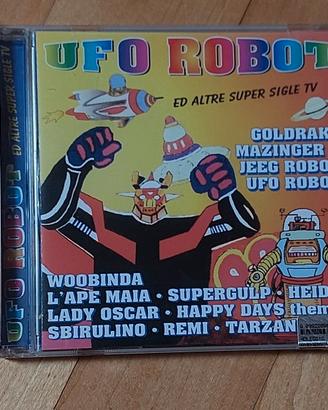 UFO ROBOT
ED ALTRE SUPER SIGLE TV
GOLDRAK
MAZINGER
JEEG ROBO
UFO ROBO
WOOBINDA
L'APE MAIA • SUPERGULP • HEID
LADY OSCAR • HAPPY DAYS them
SBIRULINO • REMI • TARZAN
UFO ROBOT ED ALTRE SUPER SIGLE TV